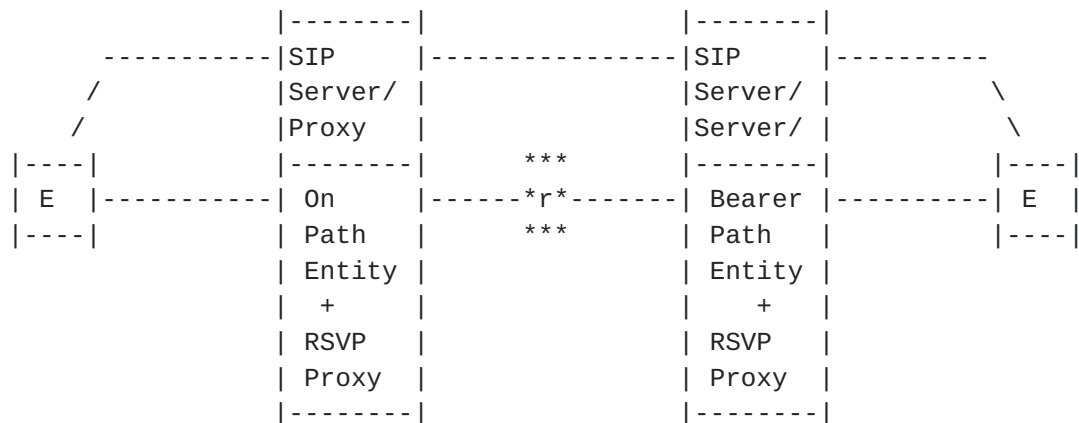 |--------|                |--------|
     -----------|SIP     |----------------|SIP     |----------
    /           |Server/ |                |Server/ |          \
   /            |Proxy   |                |Server/ |           \
|----|          |--------|      ***       |--------|          |----|
| E  |-----------| On     |------*r*-------| Bearer |----------| E  |
|----|          | Path   |      ***       | Path   |          |----|
                | Entity |                | Entity |
                |  +     |                |   +    |
                | RSVP   |                | RSVP   |
                | Proxy  |                | Proxy  |
                |--------|                |--------|